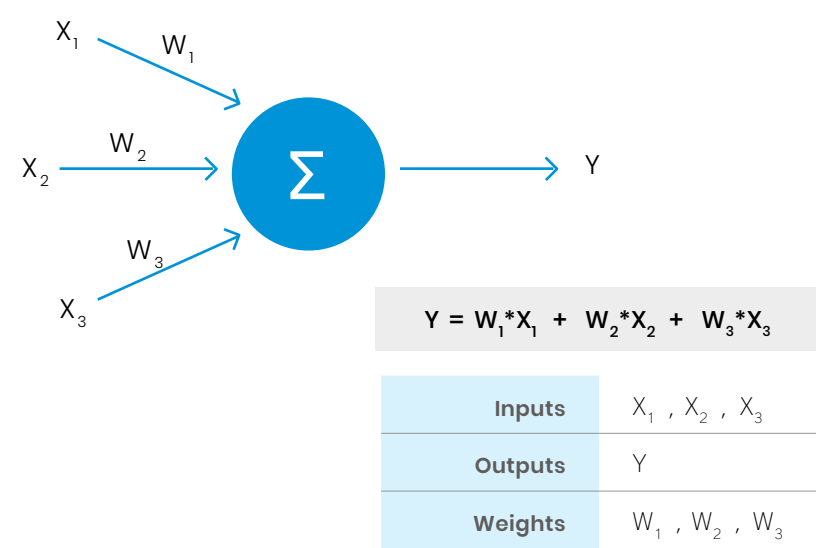 X₁
W₁
W₂
X₂
Σ
Y
W₃
X₃
Y = W₁*X₁ + W₂*X₂ + W₃*X₃
Inputs X₁ , X₂ , X₃
Outputs Y
Weights W₁ , W₂ , W₃